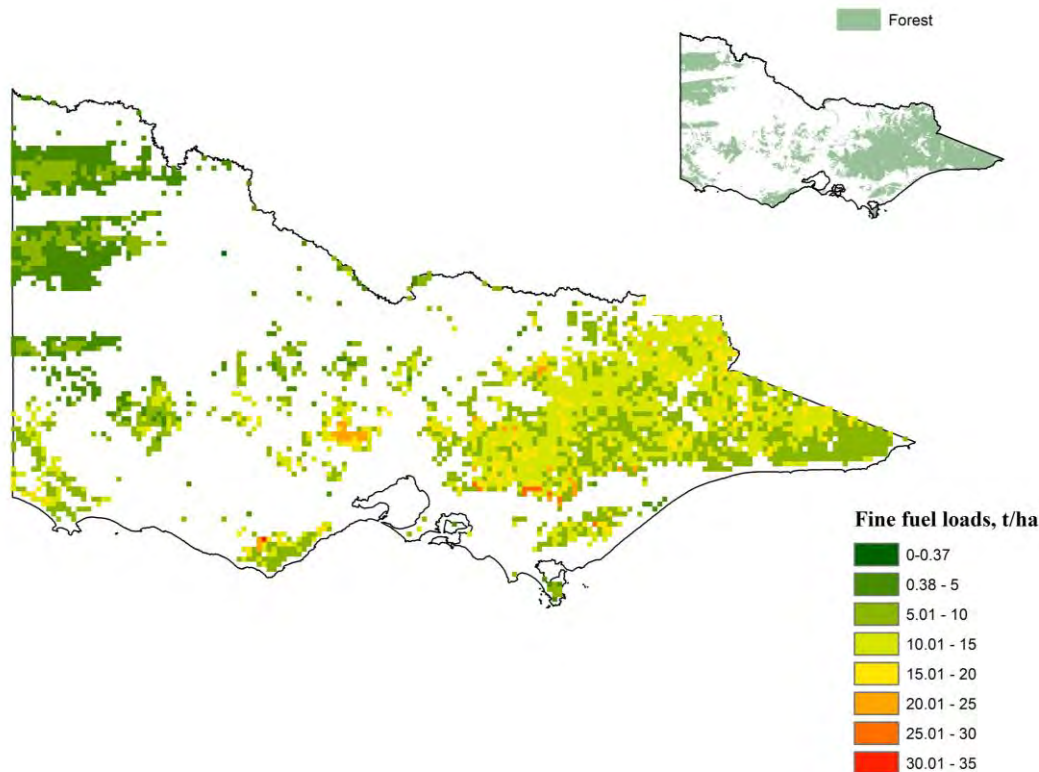 Forest
Fine fuel loads, t/ha
0-0.37
0.38 - 5
5.01 - 10
10.01 - 15
15.01 - 20
20.01 - 25
25.01 - 30
30.01 - 35